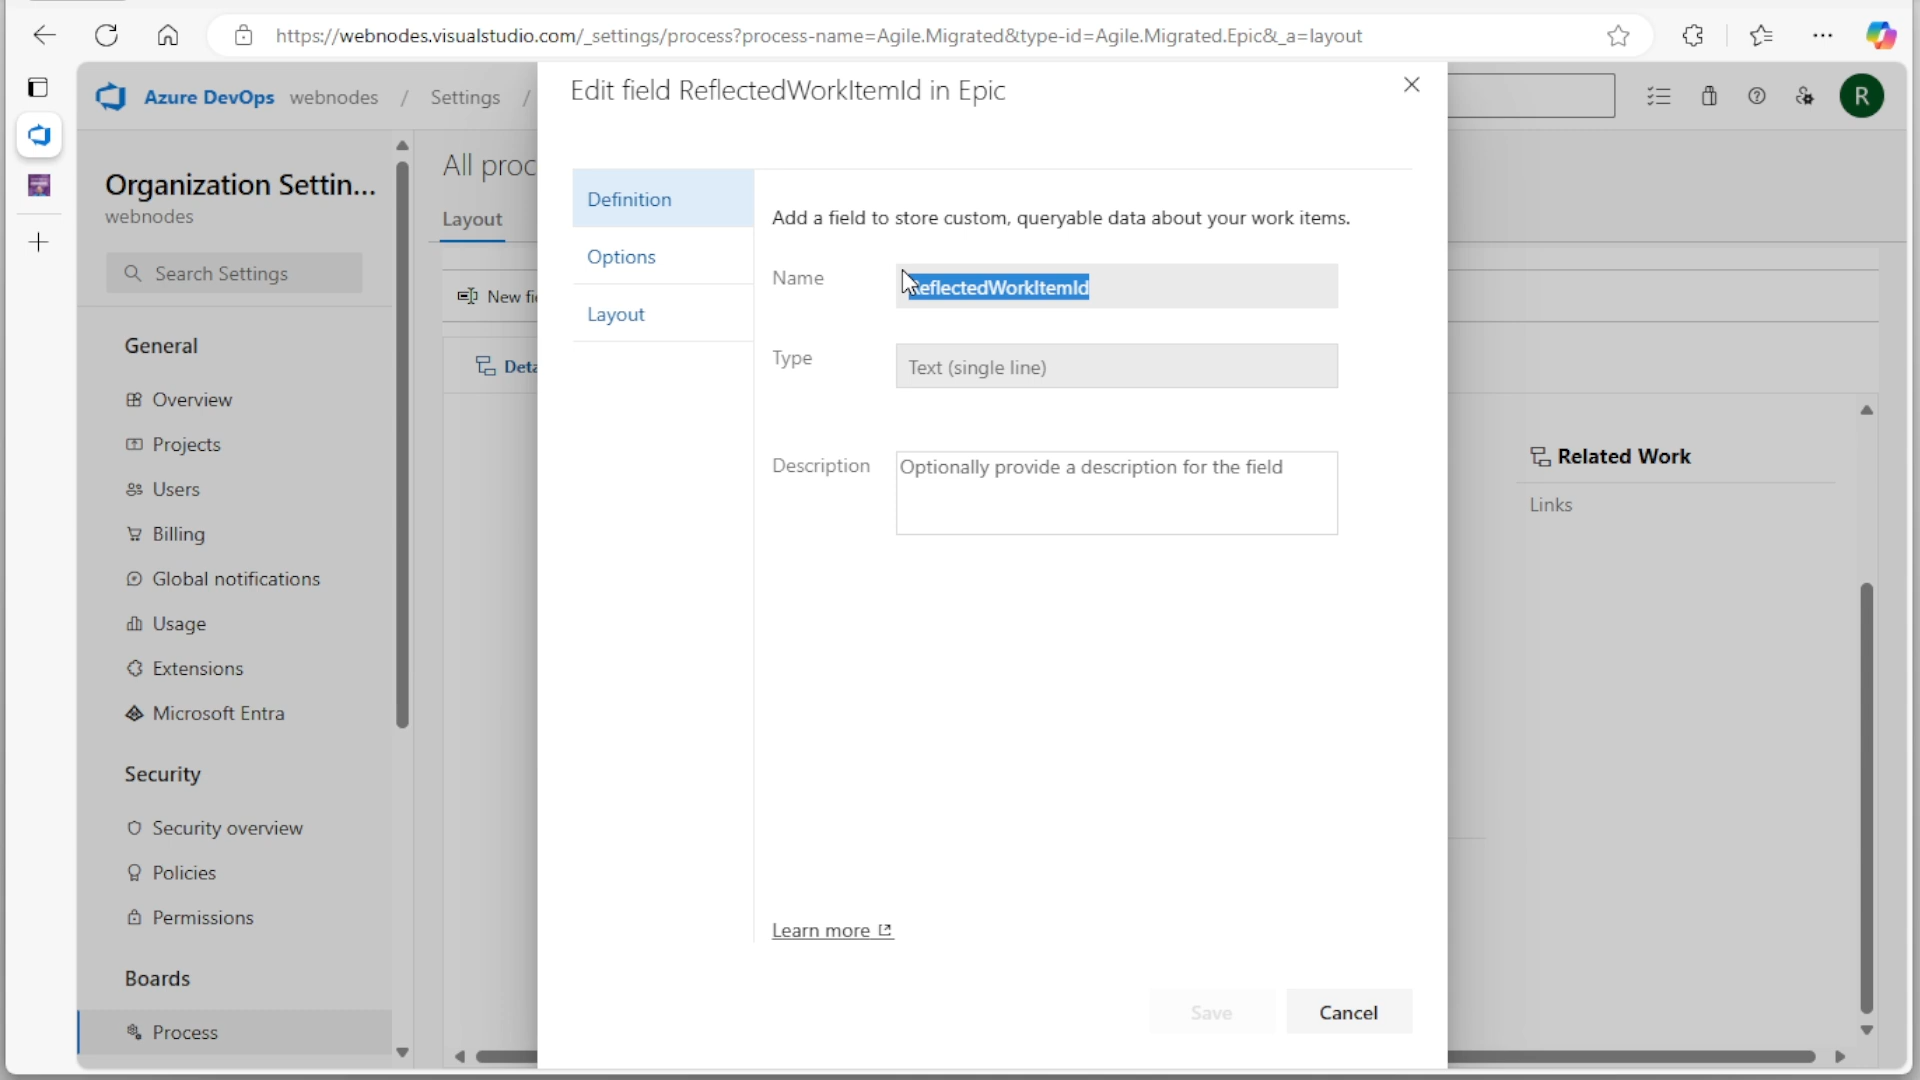 https://webnodes.visualstudio.com/_settings/process?process-name=Agile.Migrated&type-id=Agile.Migrated.Epic&_a=layout
Azure DevOps webnodes / Settings /
R
Organization Settin...
webnodes
Search Settings
General
Overview
Projects
Users
Billing
Global notifications
Usage
Extensions
Microsoft Entra
Security
Security overview
Policies
Permissions
Boards
Process
All proc
Layout
New fie
Deta
Edit field ReflectedWorkItemId in Epic
Definition
Options
Layout
Add a field to store custom, queryable data about your work items.
Name
ReflectedWorkItemId
Type
Text (single line)
Description
Optionally provide a description for the field
Learn more
Save
Cancel
Related Work
Links